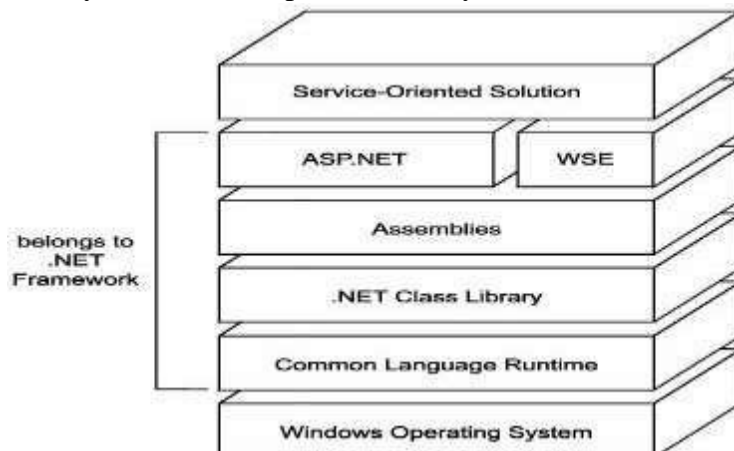 Service-Oriented Solution
ASP.NET WSE
Assemblies
belongs to
.NET
Framework
.NET Class Library
Common Language Runtime
Windows Operating System